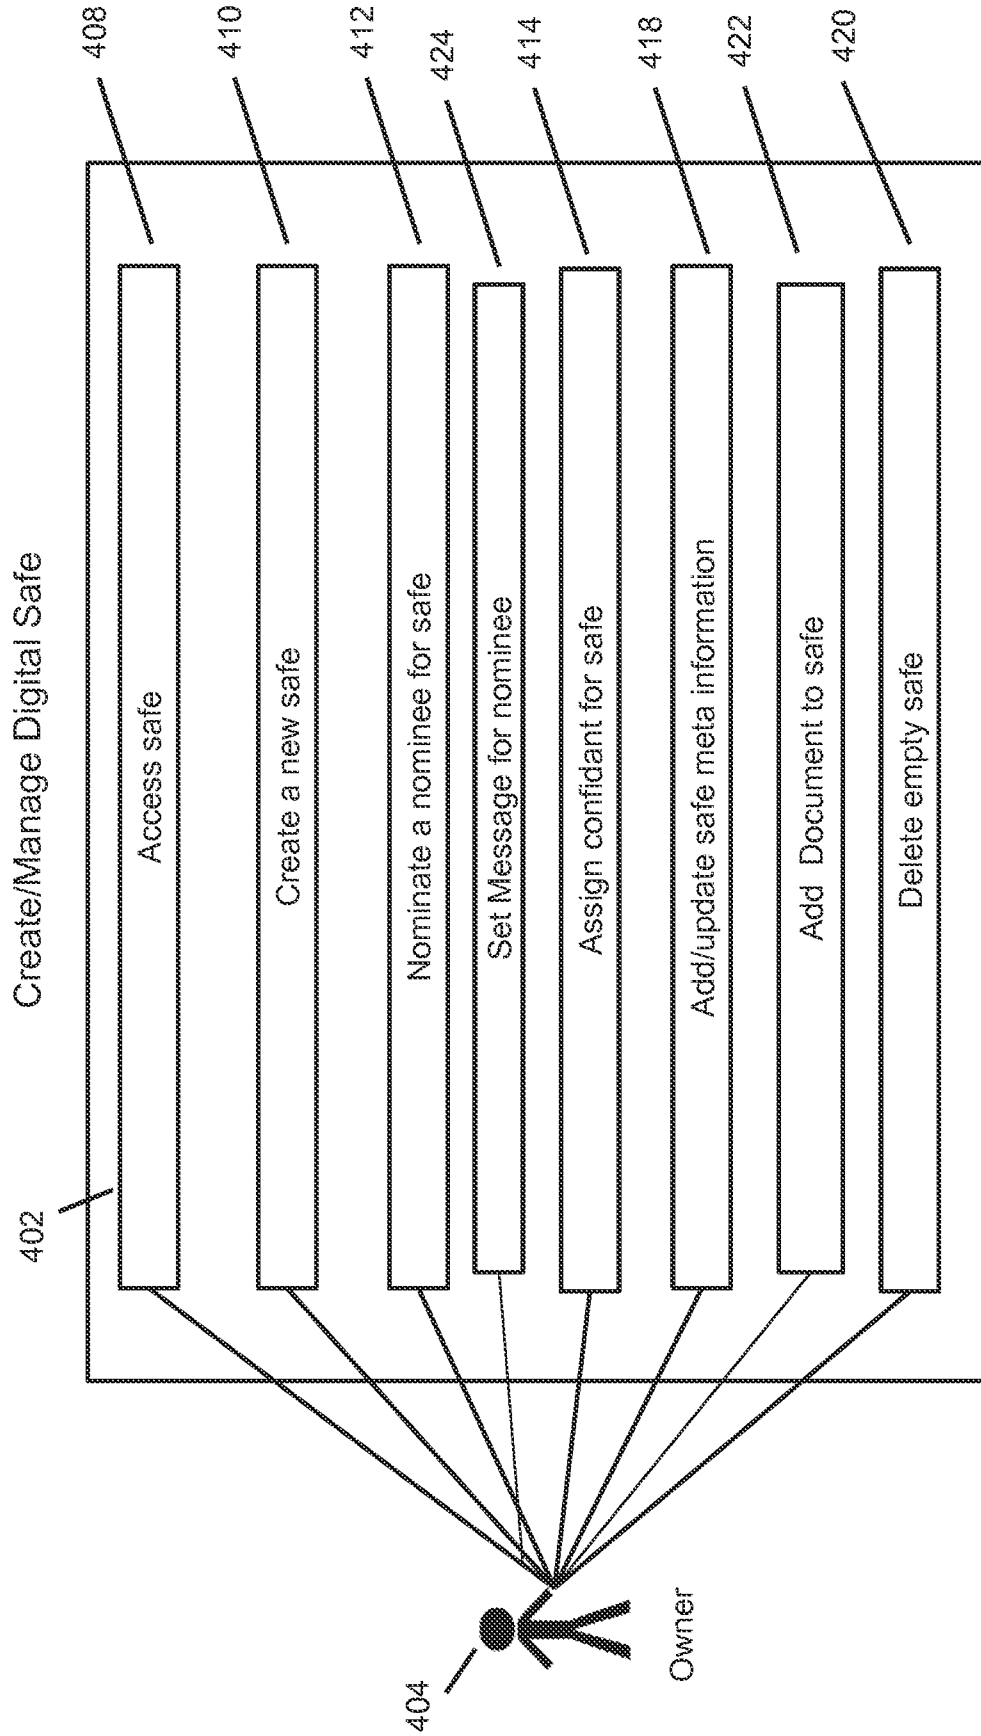 Create/Manage Digital Safe
402
Access safe
408
Create a new safe
410
Nominate a nominee for safe
412
Set Message for nominee
424
Assign confidant for safe
414
Add/update safe meta information
418
Add Document to safe
422
Delete empty safe
420
404
Owner